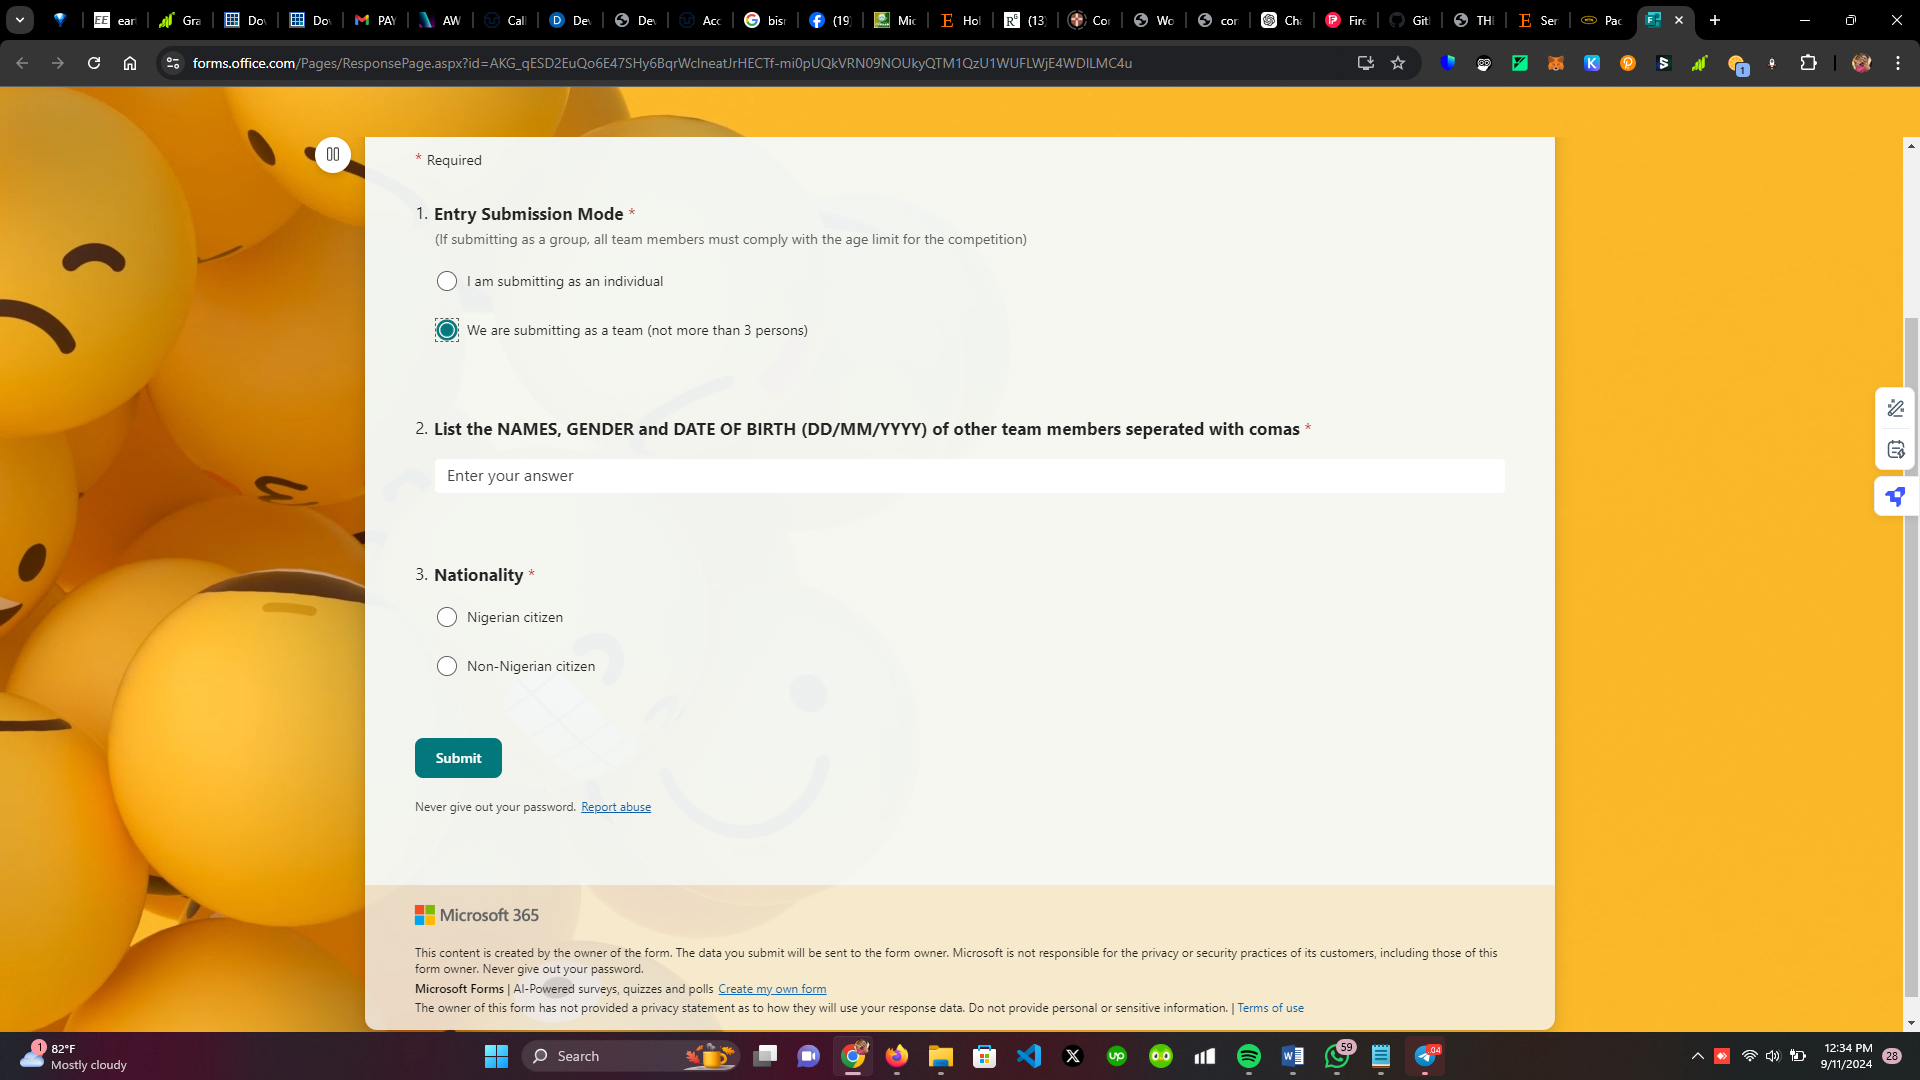 ear
Gra
Dov
Dov
PAY
AW
Call
Dev
Dev
Acc
bisr
(19)
Mic
Hol
(13)
Cor
Wo
cor
Cha
Fire
Git
TH
Ser
Pac
forms.office.com/Pages/ResponsePage.aspx?id=AKG_qESD2EuQo6E47SHy6BqrWclneatJrHECTf-mi0pUQkVRN09NOUkyQTM1QzU1WUFLWjE4WDlLMC4u
1
* Required
1. Entry Submission Mode *
(If submitting as a group, all team members must comply with the age limit for the competition)
I am submitting as an individual
We are submitting as a team (not more than 3 persons)
2. List the NAMES, GENDER and DATE OF BIRTH (DD/MM/YYYY) of other team members seperated with comas *
Enter your answer
3. Nationality *
Nigerian citizen
Non-Nigerian citizen
Submit
Never give out your password. Report abuse
Microsoft 365
This content is created by the owner of the form. The data you submit will be sent to the form owner. Microsoft is not responsible for the privacy or security practices of its customers, including those of this
form owner. Never give out your password.
Microsoft Forms | AI-Powered surveys, quizzes and polls Create my own form
The owner of this form has not provided a privacy statement as to how they will use your response data. Do not provide personal or sensitive information. | Terms of use
1
82°F
Mostly cloudy
Search
up
59
.04
12:34 PM
9/11/2024
28